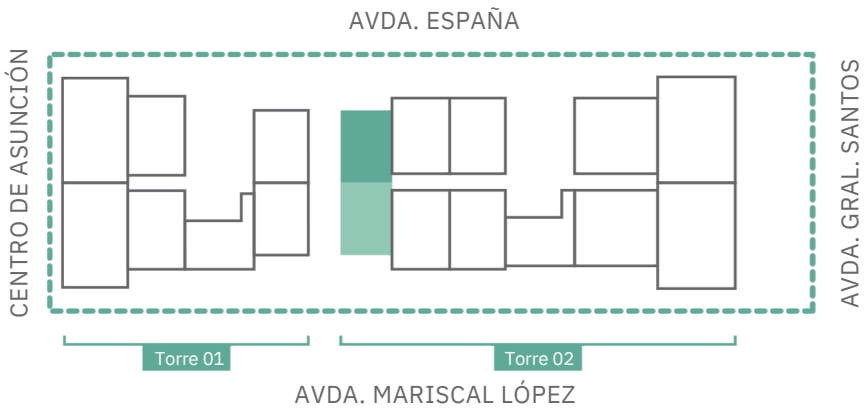 AVDA. ESPAÑA
CENTRO DE ASUNCIÓN
AVDA. GRAL. SANTOS
Torre 01
Torre 02
AVDA. MARISCAL LÓPEZ